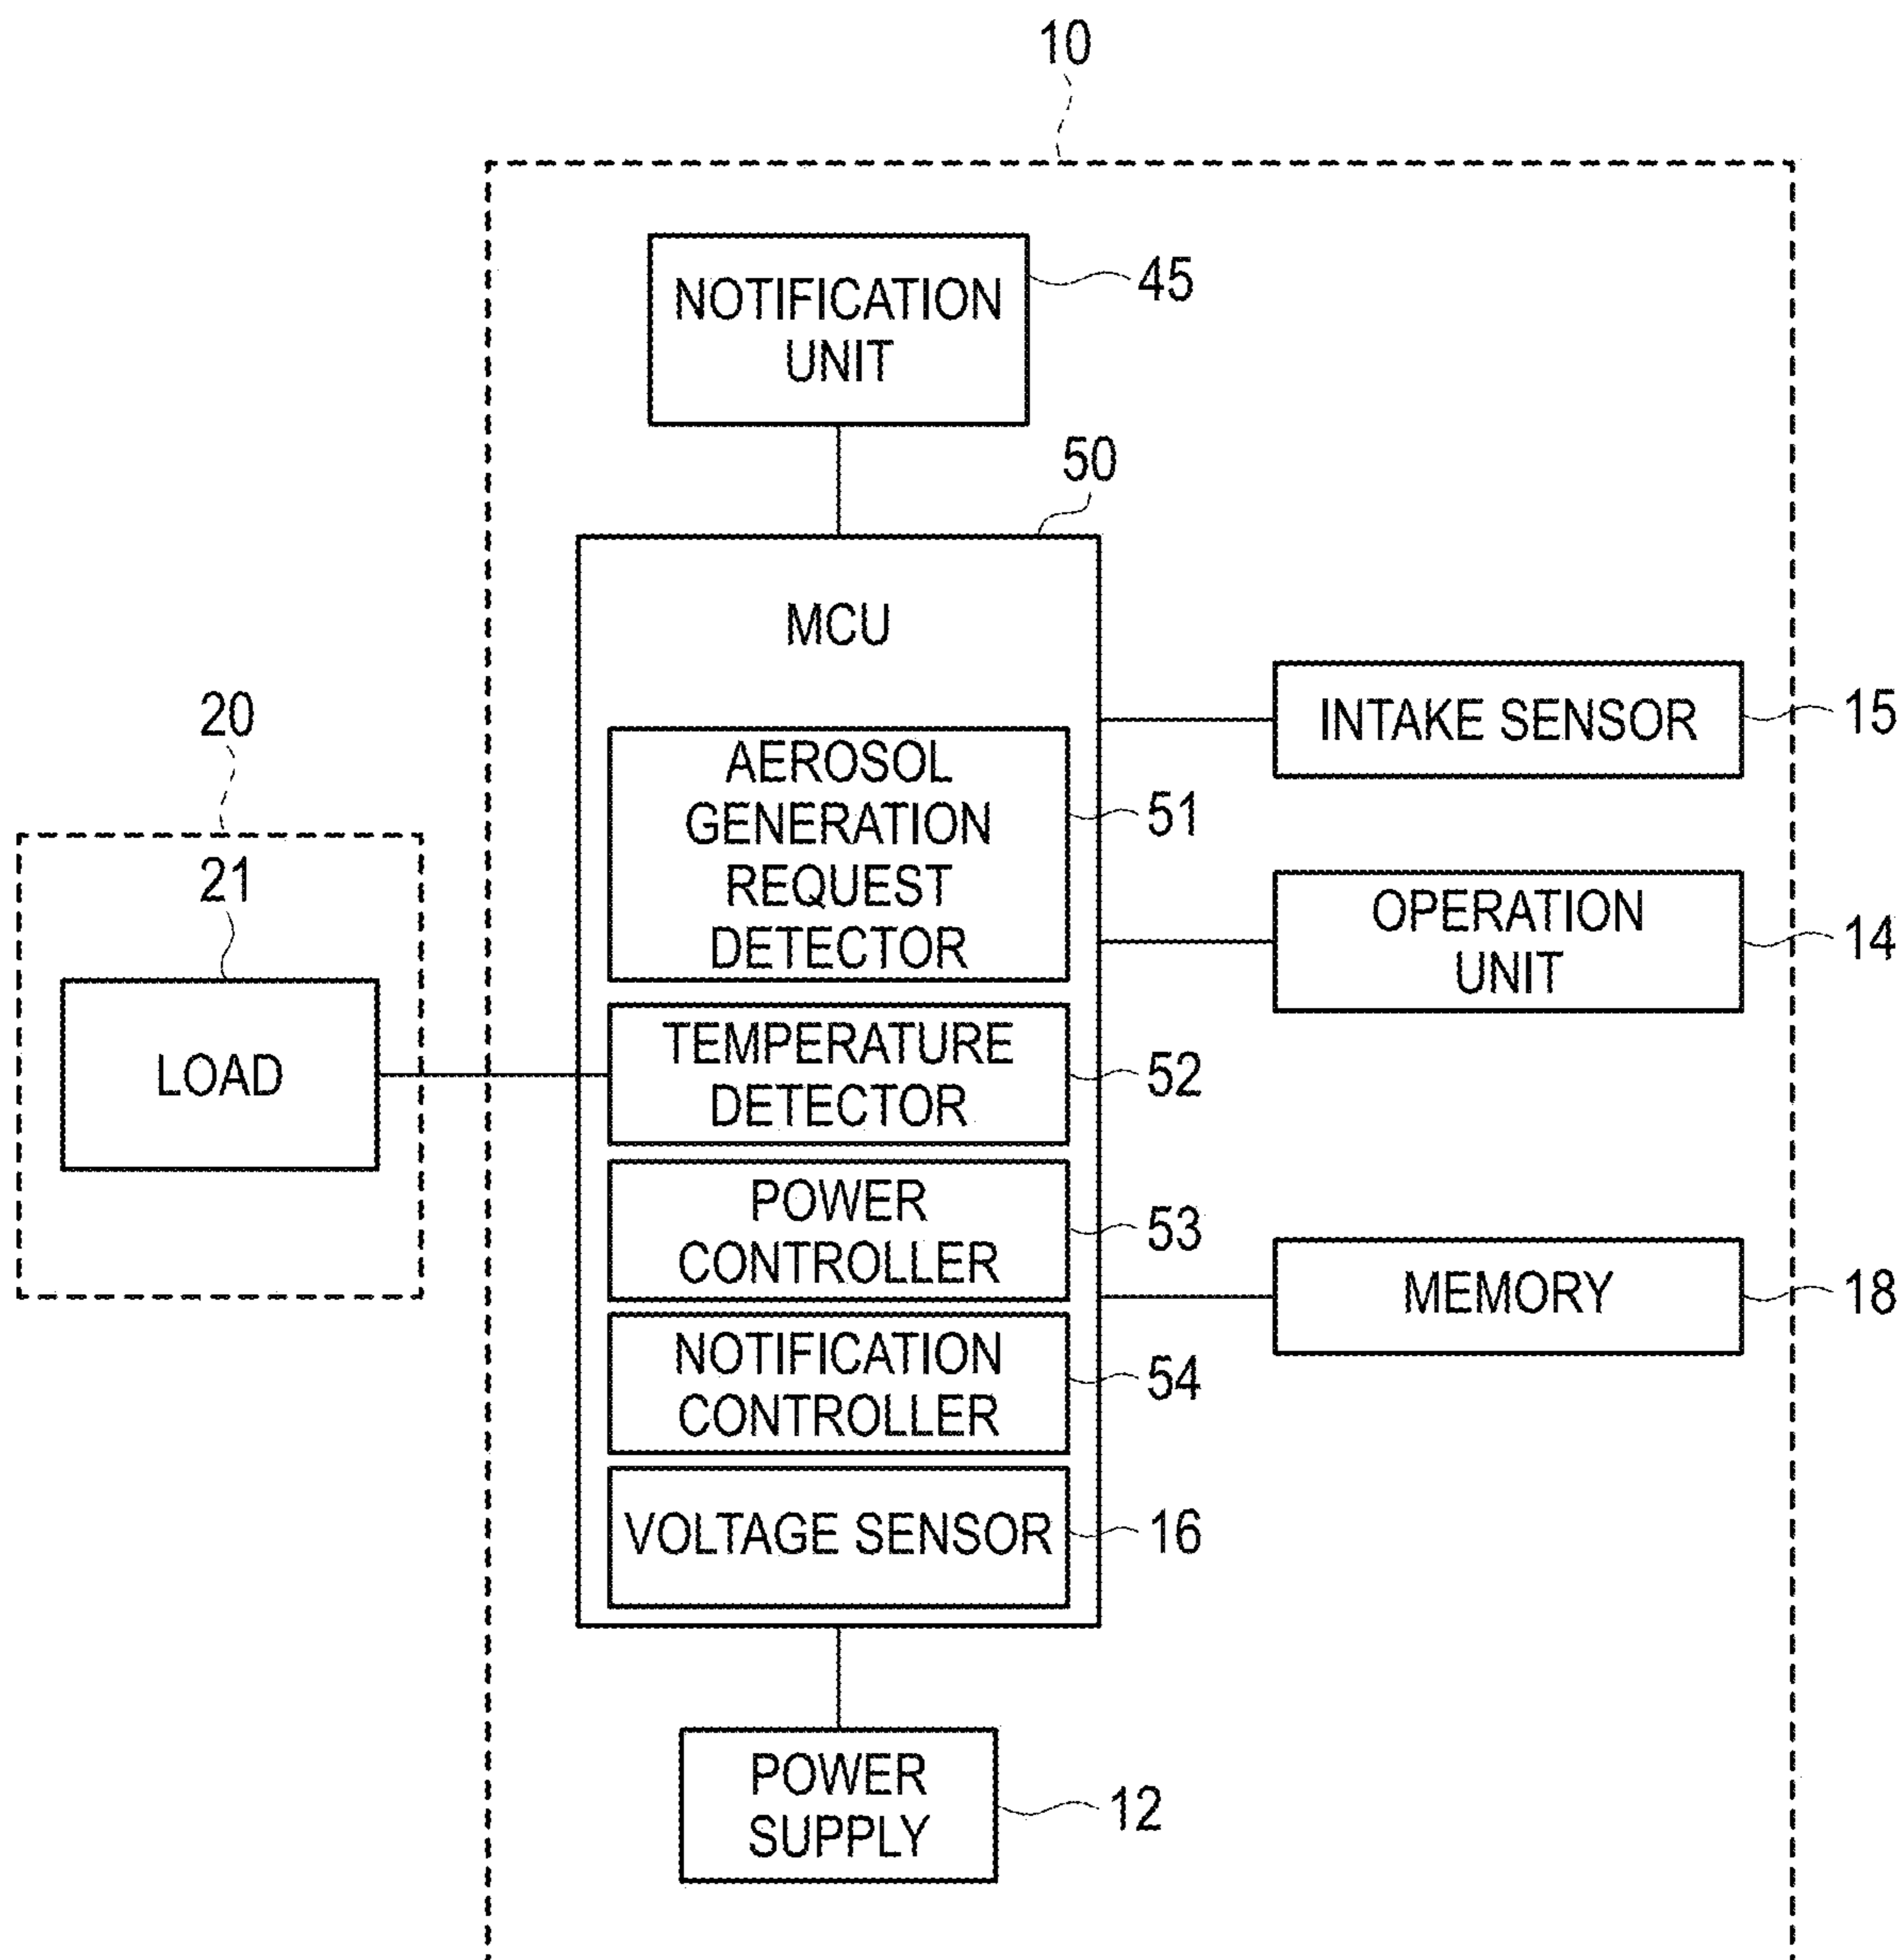 10
NOTIFICATION
UNIT
45
50
MCU
INTAKE SENSOR
15
20
AEROSOL
GENERATION
REQUEST
DETECTOR
51
21
OPERATION
UNIT
14
LOAD
TEMPERATURE
DETECTOR
52
POWER
CONTROLLER
53
MEMORY
18
NOTIFICATION
CONTROLLER
54
VOLTAGE SENSOR
16
POWER
SUPPLY
12